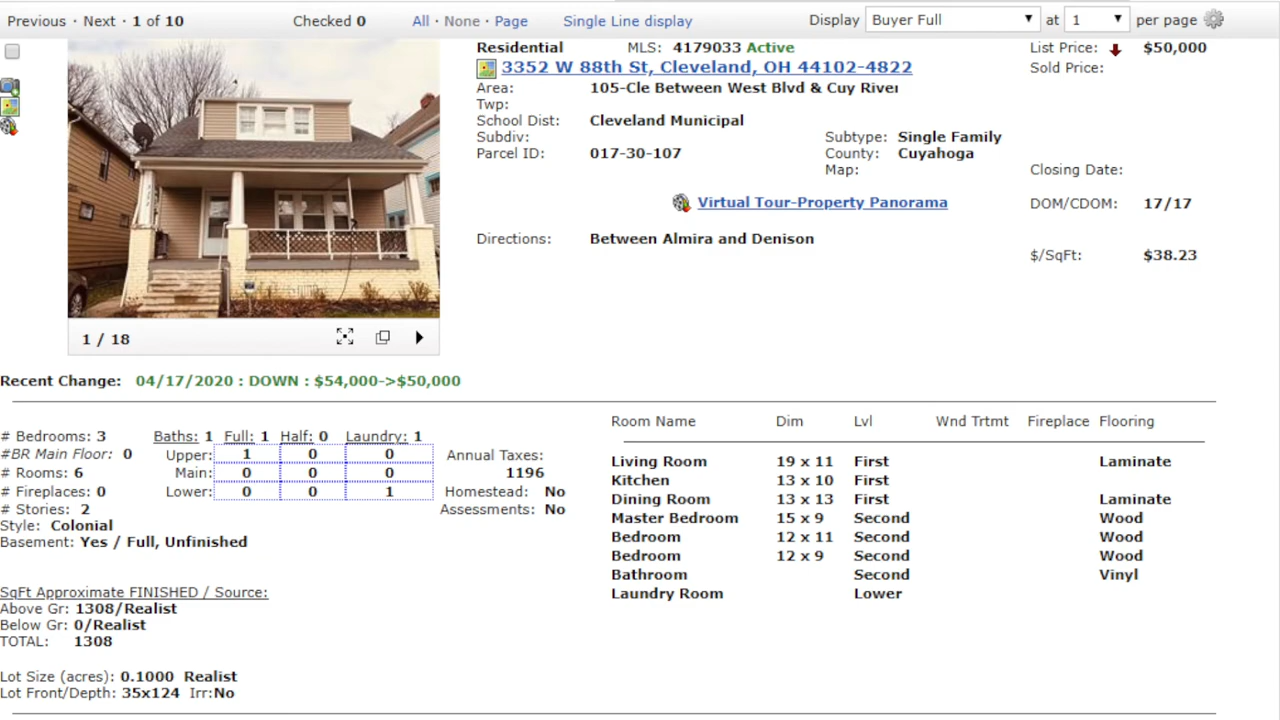 Previous · Next · 1 of 10 Checked 0 All · None · Page Single Line display Display Buyer Full at 1 per page
Residential MLS: 4179033 Active List Price: $50,000
3352 W 88th St, Cleveland, OH 44102-4822 Sold Price:
Area: 105-Cle Between West Blvd & Cuy River
Twp:
School Dist: Cleveland Municipal
Subdiv: Subtype: Single Family
Parcel ID: 017-30-107 County: Cuyahoga
Map: Closing Date:
Virtual Tour-Property Panorama DOM/CDOM: 17/17
Directions: Between Almira and Denison
$/SqFt: $38.23
1 / 18
Recent Change: 04/17/2020 : DOWN : $54,000->$50,000
# Bedrooms: 3 Baths: 1 Full: 1 Half: 0 Laundry: 1
#BR Main Floor: 0 Upper: 1 0 0 Annual Taxes:
# Rooms: 6 Main: 0 0 0 1196
# Fireplaces: 0 Lower: 0 0 1 Homestead: No
# Stories: 2 Assessments: No
Style: Colonial
Basement: Yes / Full, Unfinished
SqFt Approximate FINISHED / Source:
Above Gr: 1308/Realist
Below Gr: 0/Realist
TOTAL: 1308
Lot Size (acres): 0.1000 Realist
Lot Front/Depth: 35x124 Irr:No
Room Name Dim Lvl Wnd Trtmt Fireplace Flooring
Living Room 19 x 11 First Laminate
Kitchen 13 x 10 First
Dining Room 13 x 13 First Laminate
Master Bedroom 15 x 9 Second Wood
Bedroom 12 x 11 Second Wood
Bedroom 12 x 9 Second Wood
Bathroom Second Vinyl
Laundry Room Lower